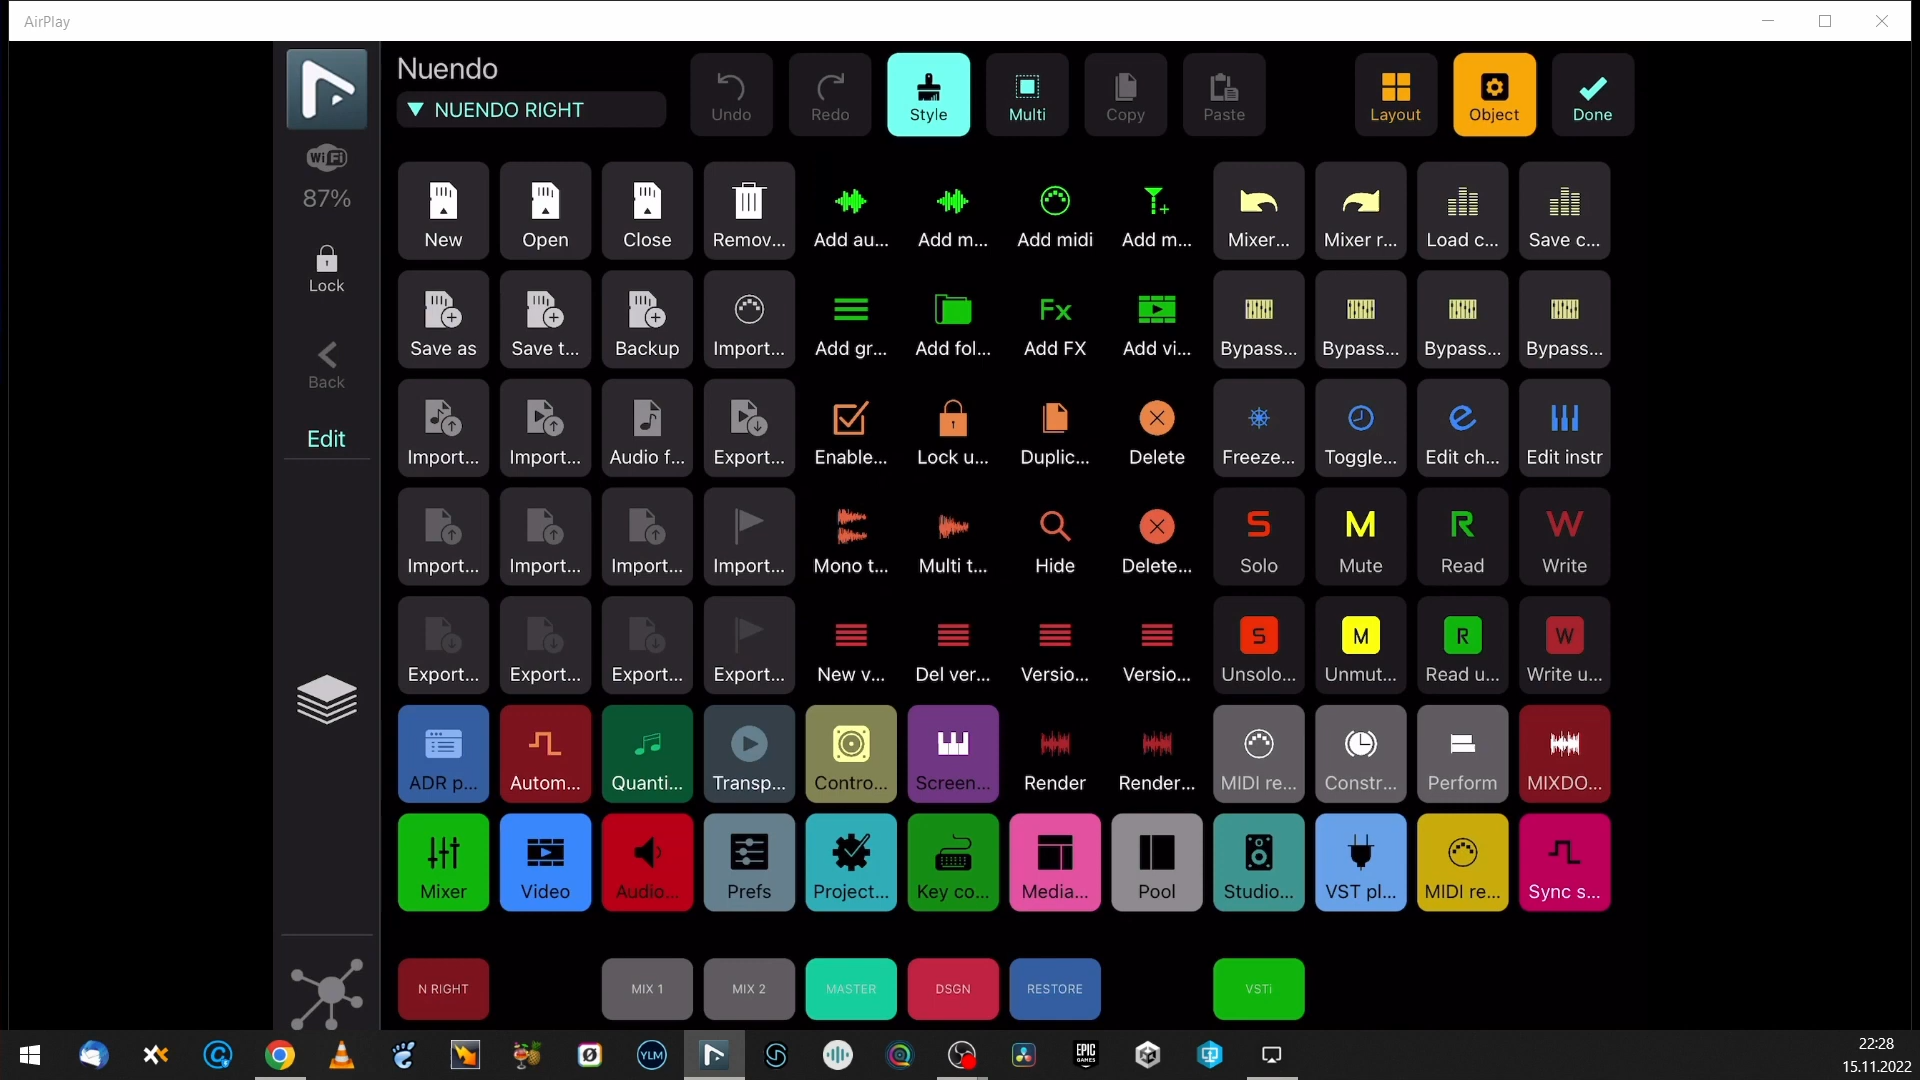 AirPlay
Nuendo
NUENDO RIGHT
Undo
Redo
Style
Multi
Copy
Paste
Layout
Object
Done
WiFi
87%
Lock
Back
Edit
New
Open
Close
Remov...
Add au...
Add m...
Add midi
Add m...
Mixer...
Mixer r...
Load c...
Save c...
Save as
Save t...
Backup
Import...
Add gr...
Add fol...
Fx
Add FX
Add vi...
Bypass...
Bypass...
Bypass...
Bypass...
Import...
Import...
Audio f...
Export...
Enable...
Lock u...
Duplic...
Delete
Freeze...
Toggle...
Edit ch...
Edit instr
Import...
Import...
Import...
Import...
Mono t...
Multi t...
Hide
Delete...
S
Solo
M
Mute
R
Read
W
Write
Export...
Export...
Export...
Export...
New v...
Del ver...
Versio...
Versio...
S
Unsolo...
M
Unmut...
R
Read u...
W
Write u...
ADR p...
Autom...
Quanti...
Transp...
Contro...
Screen...
Render
Render...
MIDI re...
Constr...
Perform
MIXDO...
Mixer
Video
Audio...
Prefs
Project...
Key co...
Media...
Pool
Studio...
VST pl...
MIDI re...
Sync s...
N RIGHT
MIX 1
MIX 2
MASTER
DSGN
RESTORE
VSTi
YLM
EPIC
GAMES
22:28
15.11.2022